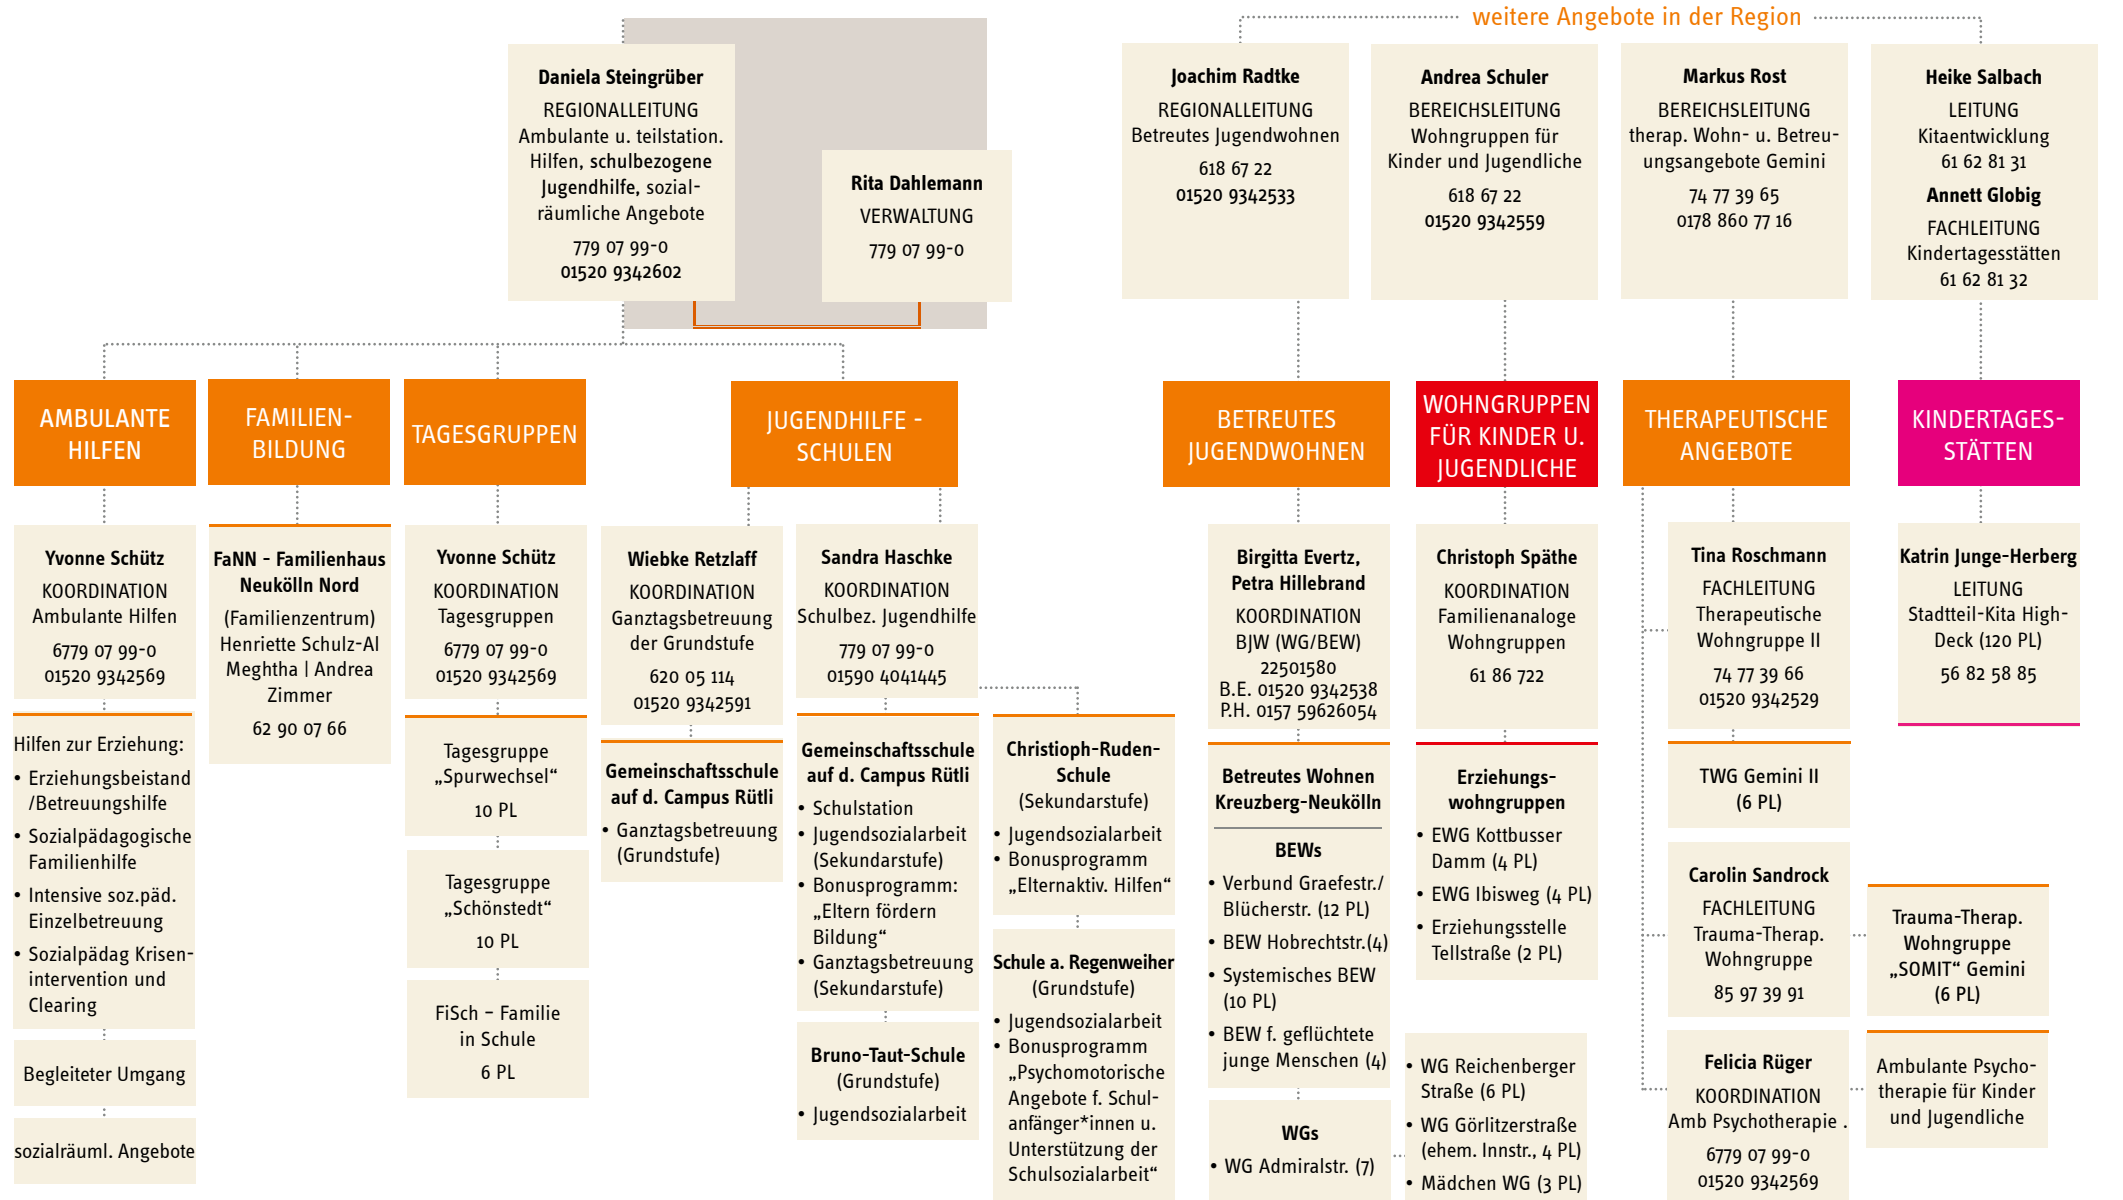 weitere Angebote in der Region
Daniela Steingrüber
REGIONALLEITUNG
Ambulante u. teilstation.
Hilfen, schulbezogene
Jugendhilfe, sozial-
räumliche Angebote
779 07 99-0
01520 9342602
Rita Dahlemann
VERWALTUNG
779 07 99-0
Joachim Radtke
REGIONALLEITUNG
Betreutes Jugendwohnen
618 67 22
01520 9342533
Andrea Schuler
BEREICHSLEITUNG
Wohngruppen für
Kinder und Jugendliche
618 67 22
01520 9342559
Markus Rost
BEREICHSLEITUNG
therap. Wohn- u. Betreu-
ungsangebote Gemini
74 77 39 65
0178 860 77 16
Heike Salbach
LEITUNG
Kitaentwicklung
61 62 81 31
Annett Globig
FACHLEITUNG
Kindertagesstätten
61 62 81 32
AMBULANTE
HILFEN
FAMILIEN-
BILDUNG
TAGESGRUPPEN
JUGENDHILFE -
SCHULEN
BETREUTES
JUGENDWOHNEN
WOHNGRUPPEN
FÜR KINDER U.
JUGENDLICHE
THERAPEUTISCHE
ANGEBOTE
KINDERTAGES-
STÄTTEN
Yvonne Schütz
KOORDINATION
Ambulante Hilfen
6779 07 99-0
01520 9342569
Hilfen zur Erziehung:
• Erziehungsbeistand
/Betreuungshilfe
• Sozialpädagogische
Familienhilfe
• Intensive soz.päd.
Einzelbetreuung
• Sozialpädag Krisen-
intervention und
Clearing
Begleiteter Umgang
sozialräuml. Angebote
FaNN - Familienhaus
Neukölln Nord
(Familienzentrum)
Henriette Schulz-Al
Meghtha | Andrea
Zimmer
62 90 07 66
Yvonne Schütz
KOORDINATION
Tagesgruppen
6779 07 99-0
01520 9342569
Tagesgruppe
„Spurwechsel“
10 PL
Tagesgruppe
„Schönstedt“
10 PL
FiSch – Familie
in Schule
6 PL
Wiebke Retzlaff
KOORDINATION
Ganztagsbetreuung
der Grundstufe
620 05 114
01520 9342591
Gemeinschaftsschule
auf d. Campus Rütli
• Ganztagsbetreuung
(Grundstufe)
Sandra Haschke
KOORDINATION
Schulbez. Jugendhilfe
779 07 99-0
01590 4041445
Gemeinschaftsschule
auf d. Campus Rütli
• Schulstation
• Jugendsozialarbeit
(Sekundarstufe)
• Bonusprogramm:
„Eltern fördern
Bildung“
• Ganztagsbetreuung
(Sekundarstufe)
Bruno-Taut-Schule
(Grundstufe)
• Jugendsozialarbeit
Christioph-Ruden-
Schule
(Sekundarstufe)
• Jugendsozialarbeit
• Bonusprogramm
„Elternaktiv. Hilfen“
Schule a. Regenweiher
(Grundstufe)
• Jugendsozialarbeit
• Bonusprogramm
„Psychomotorische
Angebote f. Schul-
anfänger*innen u.
Unterstützung der
Schulsozialarbeit“
Birgitta Evertz,
Petra Hillebrand
KOORDINATION
BJW (WG/BEW)
22501580
B.E. 01520 9342538
P.H. 0157 59626054
Betreutes Wohnen
Kreuzberg-Neukölln
BEWs
• Verbund Graefestr./
Blücherstr. (12 PL)
• BEW Hobrechtstr.(4)
• Systemisches BEW
(10 PL)
• BEW f. geflüchtete
junge Menschen (4)
WGs
• WG Admiralstr. (7)
• WG Reichenberger
Straße (6 PL)
• WG Görlitzerstraße
(ehem. Innstr., 4 PL)
• Mädchen WG (3 PL)
Christoph Späthe
KOORDINATION
Familienanaloge
Wohngruppen
61 86 722
Erziehungs-
wohngruppen
• EWG Kottbusser
Damm (4 PL)
• EWG Ibisweg (4 PL)
• Erziehungsstelle
Tellstraße (2 PL)
Tina Roschmann
FACHLEITUNG
Therapeutische
Wohngruppe II
74 77 39 66
01520 9342529
TWG Gemini II
(6 PL)
Carolin Sandrock
FACHLEITUNG
Trauma-Therap.
Wohngruppe
85 97 39 91
Trauma-Therap.
Wohngruppe
„SOMIT“ Gemini
(6 PL)
Felicia Rüger
KOORDINATION
Amb Psychotherapie .
6779 07 99-0
01520 9342569
Ambulante Psycho-
therapie für Kinder
und Jugendliche
Katrin Junge-Herberg
LEITUNG
Stadtteil-Kita High-
Deck (120 PL)
56 82 58 85